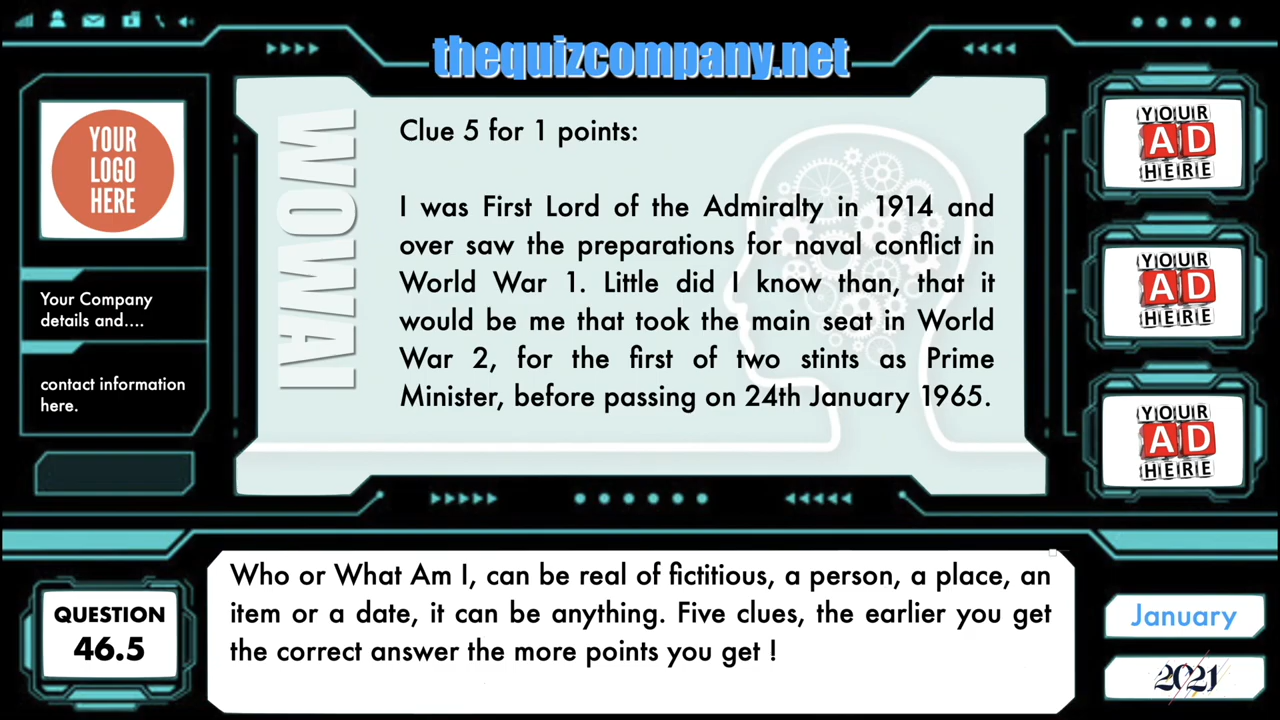 thequizcompany.net
YOUR
LOGO
HERE
Your Company
details and....
contact information
here.
WOWAI
Clue 5 for 1 points:
I was First Lord of the Admiralty in 1914 and
over saw the preparations for naval conflict in
World War 1. Little did I know than, that it
would be me that took the main seat in World
War 2, for the first of two stints as Prime
Minister, before passing on 24th January 1965.
YOUR
AD
HERE
YOUR
AD
HERE
YOUR
AD
HERE
QUESTION
46.5
Who or What Am I, can be real of fictitious, a person, a place, an
item or a date, it can be anything. Five clues, the earlier you get
the correct answer the more points you get !
January
2021